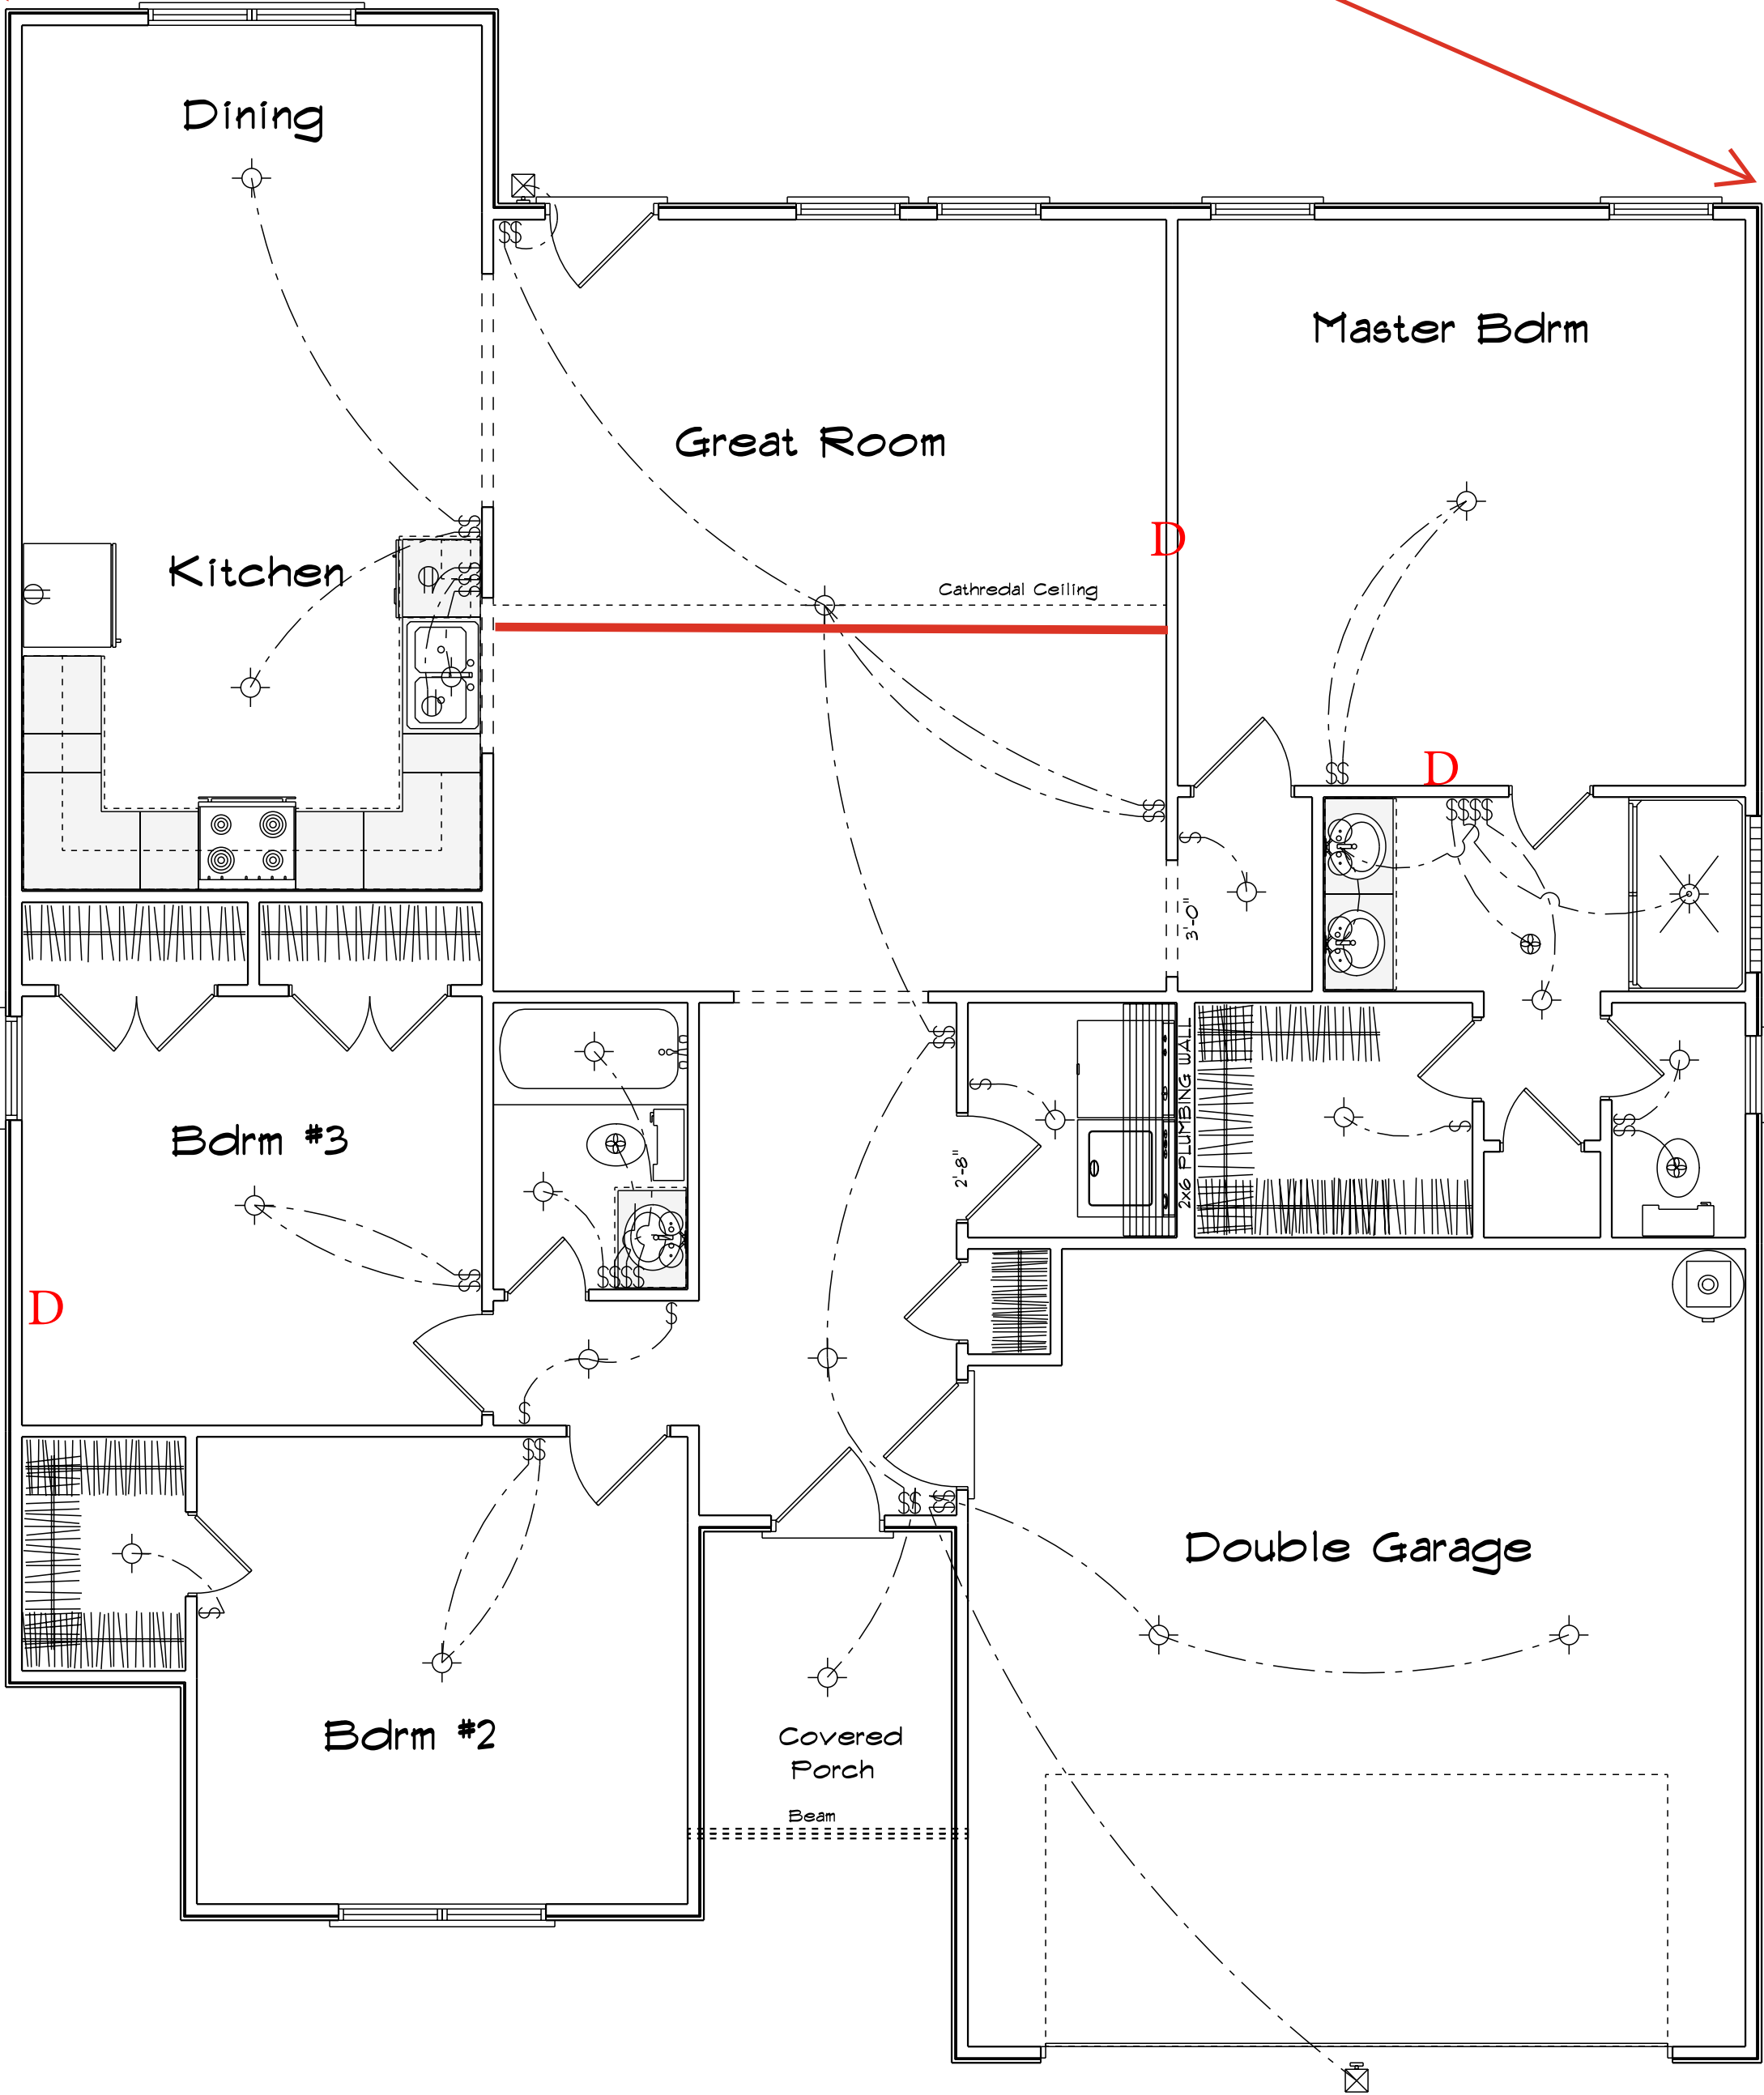 Dining
Master Bdrm
Great Room
D
Kitchen
Cathredal Ceiling
D
3'-0"
2x6 PLUMBING WALL
Bdrm #3
2'-8"
D
Double Garage
Bdrm #2
Covered
Porch
Beam